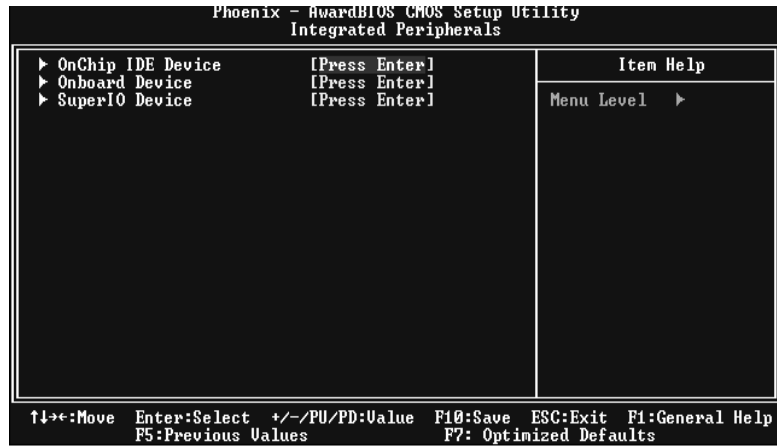 Phoenix - AwardBIOS CMOS Setup Utility
Integrated Peripherals
▶ OnChip IDE Device [Press Enter]
▶ Onboard Device [Press Enter]
▶ SuperIO Device [Press Enter]
Item Help
Menu Level ▶
↑↓→←:Move Enter:Select +/-/PU/PD:Value F10:Save ESC:Exit F1:General Help
F5:Previous Values F7: Optimized Defaults